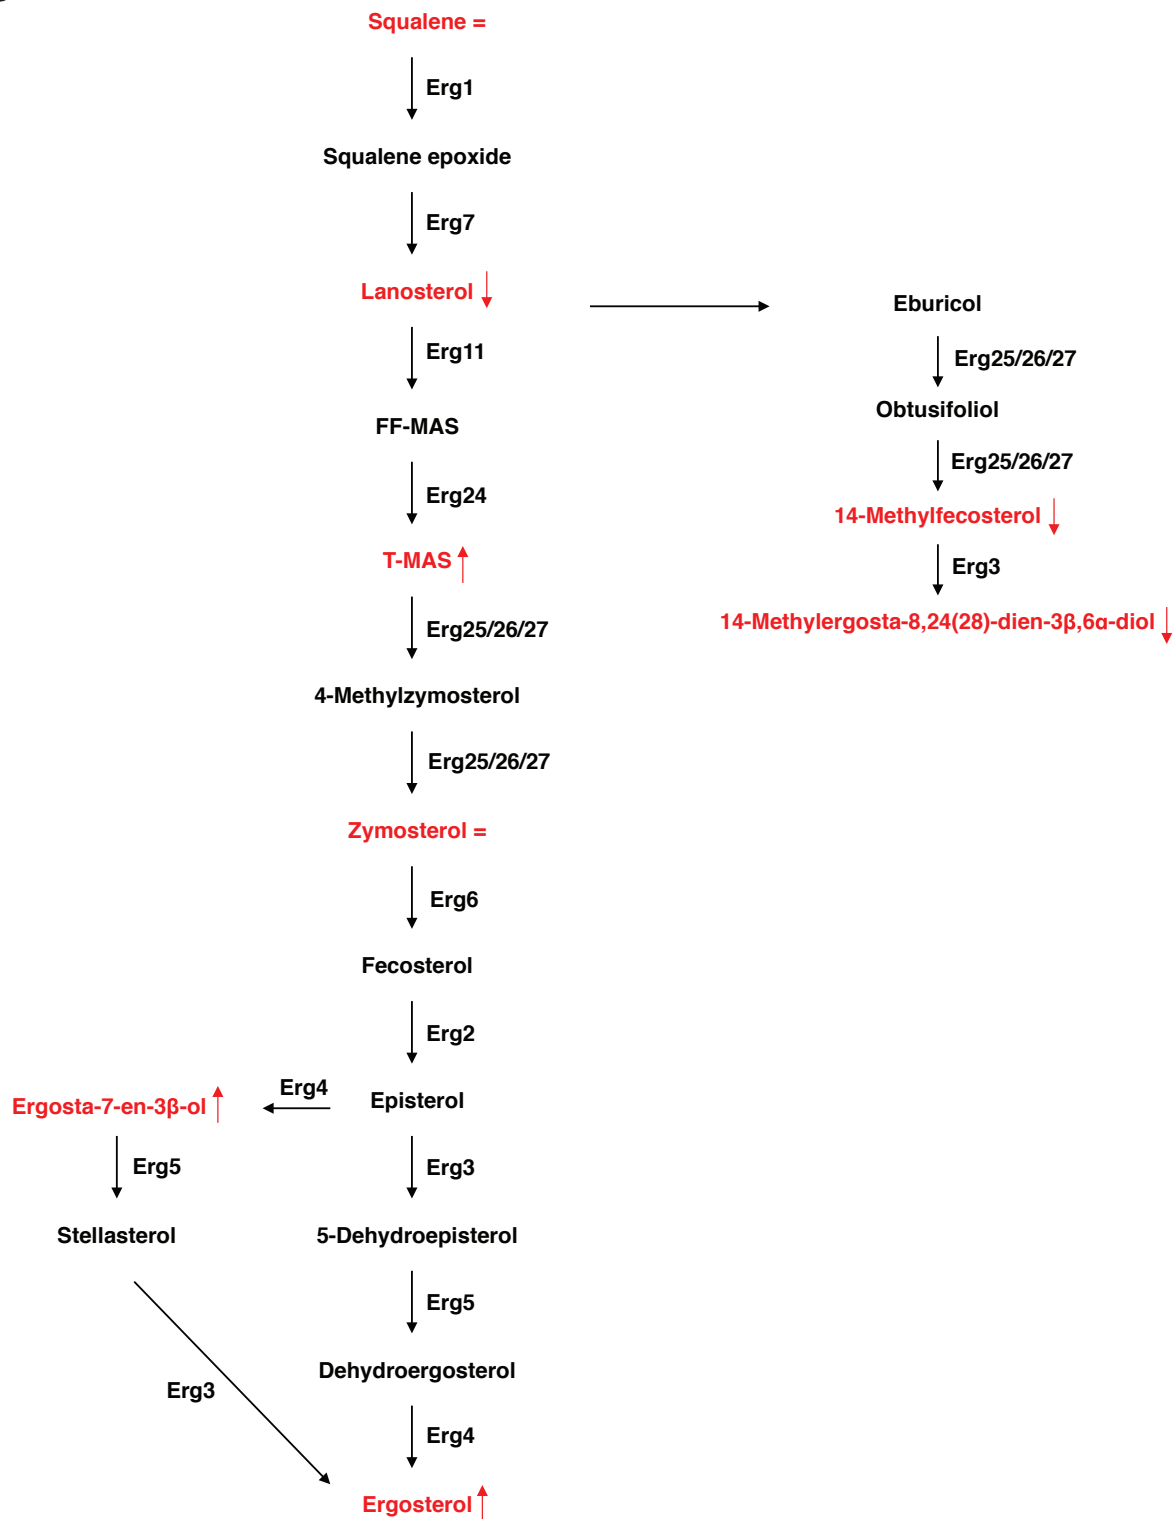 Squalene =
Erg1
Squalene epoxide
Erg7
Lanosterol
Eburicol
Erg11
Erg25/26/27
Obtusifoliol
FF-MAS
Erg25/26/27
Erg24
14-Methylfecosterol
T-MAS
Erg3
Erg25/26/27
14-Methylergosta-8,24(28)-dien-3β,6α-diol
4-Methylzymosterol
Erg25/26/27
Zymosterol =
Erg6
Fecosterol
Erg2
Ergosta-7-en-3β-ol
Erg4
Episterol
Erg5
Erg3
Stellasterol
5-Dehydroepisterol
Erg5
Dehydroergosterol
Erg3
Erg4
Ergosterol